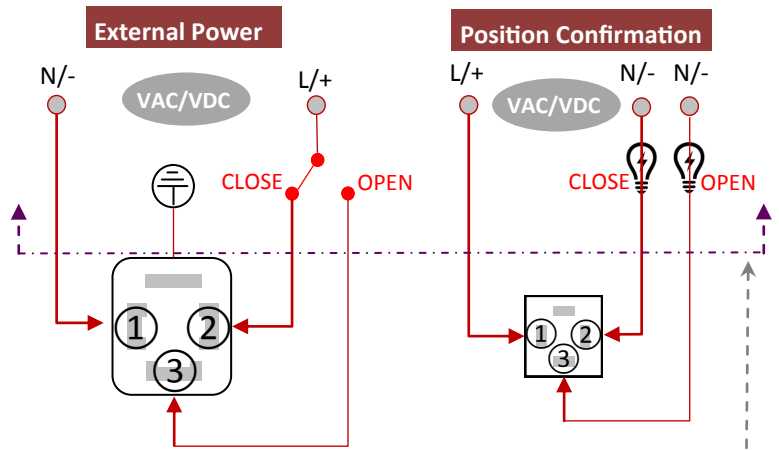 External Power
Position Confirmation
N/-
L/+
L/+
N/-
N/-
VAC/VDC
VAC/VDC
CLOSE
OPEN
CLOSE
OPEN
1
2
3
1
2
3